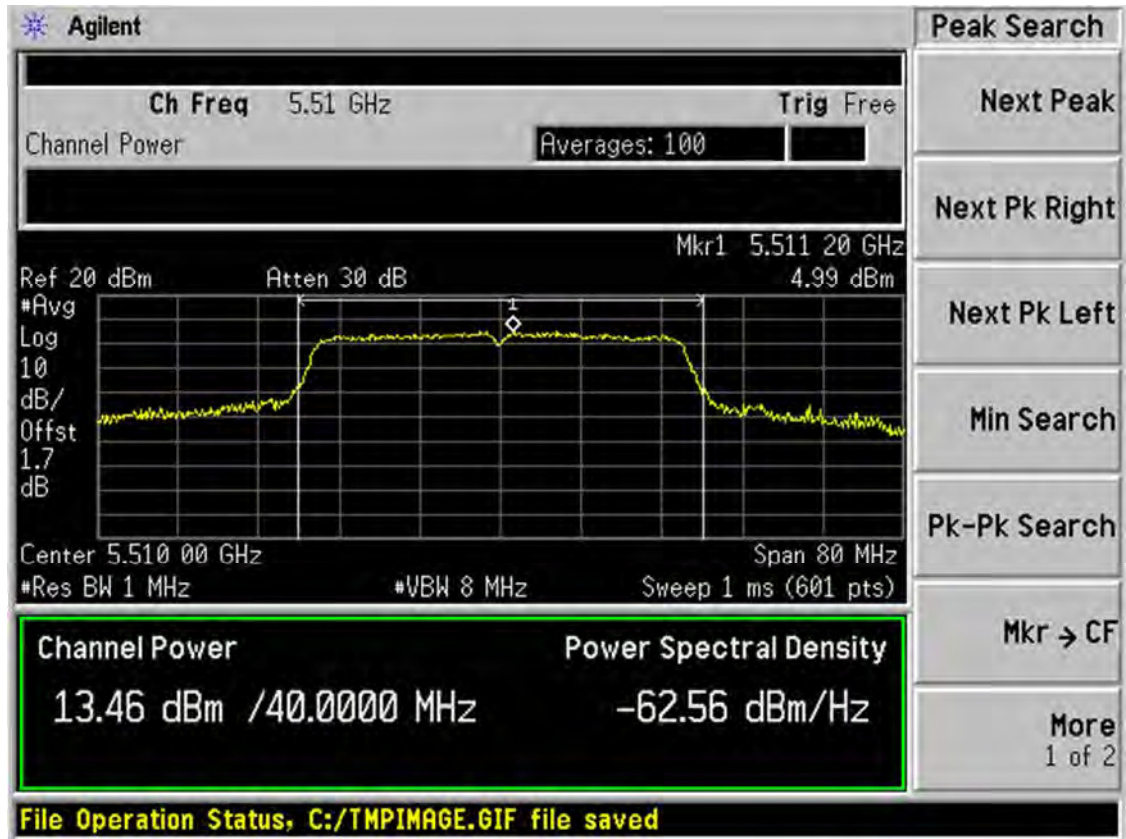 Agilent
Peak Search
Ch Freq 5.51 GHz Trig Free
Channel Power Averages: 100
Mkr1 5.511 20 GHz
Ref 20 dBm Atten 30 dB 4.99 dBm
#Avg
Log
10
dB/
Offst
1.7
dB
1
Center 5.510 00 GHz Span 80 MHz
#Res BW 1 MHz #VBW 8 MHz Sweep 1 ms (601 pts)
Channel Power Power Spectral Density
13.46 dBm /40.0000 MHz -62.56 dBm/Hz
File Operation Status, C:/TMPIMAGE.GIF file saved
Next Peak
Next Pk Right
Next Pk Left
Min Search
Pk-Pk Search
Mkr → CF
More
1 of 2